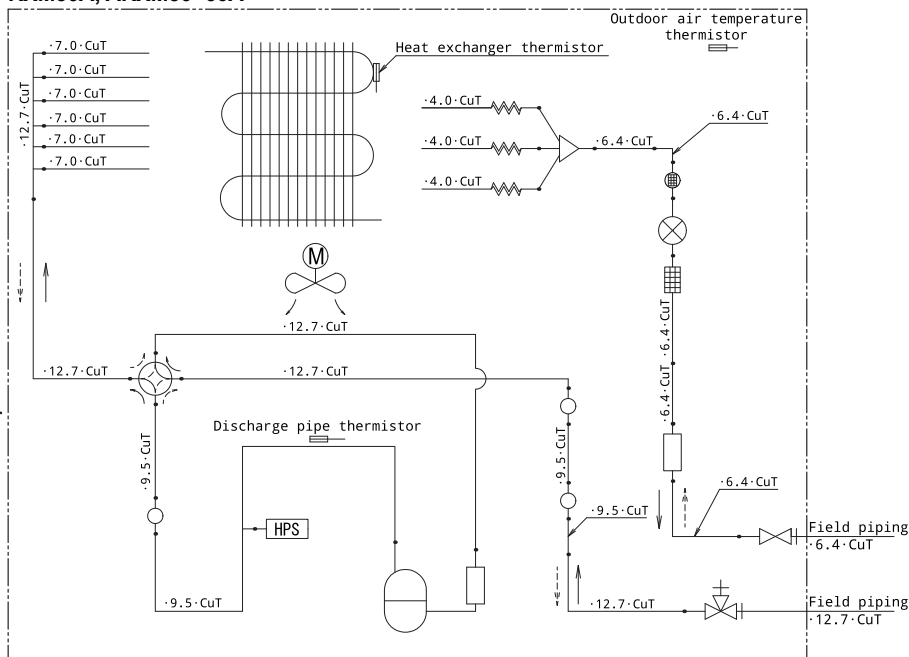 Outdoor air temperature
thermistor
·7.0·CuT
·7.0·CuT
·7.0·CuT
·7.0·CuT
·7.0·CuT
·7.0·CuT
·12.7·CuT
Heat exchanger thermistor
·4.0·CuT
·4.0·CuT
·4.0·CuT
·6.4·CuT
·6.4·CuT
M
·12.7·CuT
·12.7·CuT
·12.7·CuT
·6.4·CuT
·6.4·CuT
Discharge pipe thermistor
·9.5·CuT
HPS
·9.5·CuT
·9.5·CuT
·9.5·CuT
·6.4·CuT
Field piping
·6.4·CuT
·12.7·CuT
Field piping
·12.7·CuT